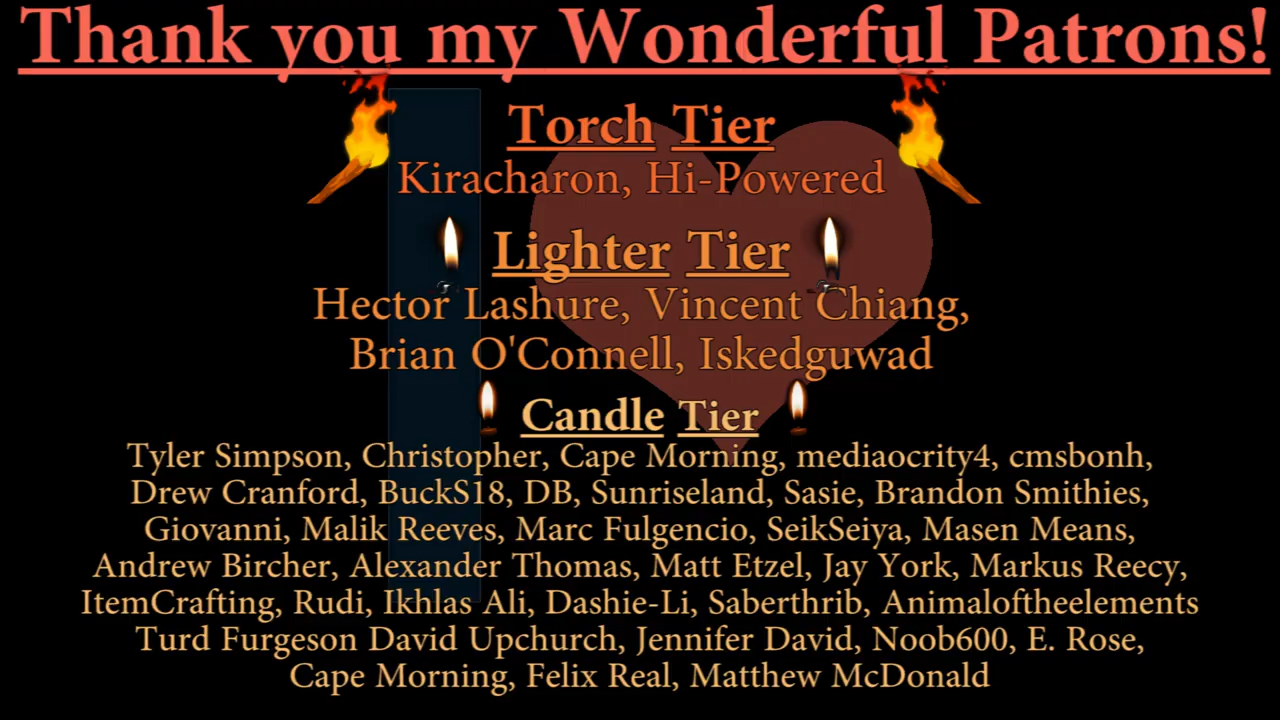 Thank you my Wonderful Patrons!
Torch Tier
Kiracharon, Hi-Powered
Lighter Tier
Hector Lashure, Vincent Chiang,
Brian O'Connell, Iskedguwad
Candle Tier
Tyler Simpson, Christopher, Cape Morning, mediaocrity4, cmsbonh,
Drew Cranford, BuckS18, DB, Sunriseland, Sasie, Brandon Smithies,
Giovanni, Malik Reeves, Marc Fulgencio, SeikSeiya, Masen Means,
Andrew Bircher, Alexander Thomas, Matt Etzel, Jay York, Markus Reecy,
ItemCrafting, Rudi, Ikhlas Ali, Dashie-Li, Saberthrib, Animaloftheelements
Turd Furgeson David Upchurch, Jennifer David, Noob600, E. Rose,
Cape Morning, Felix Real, Matthew McDonald